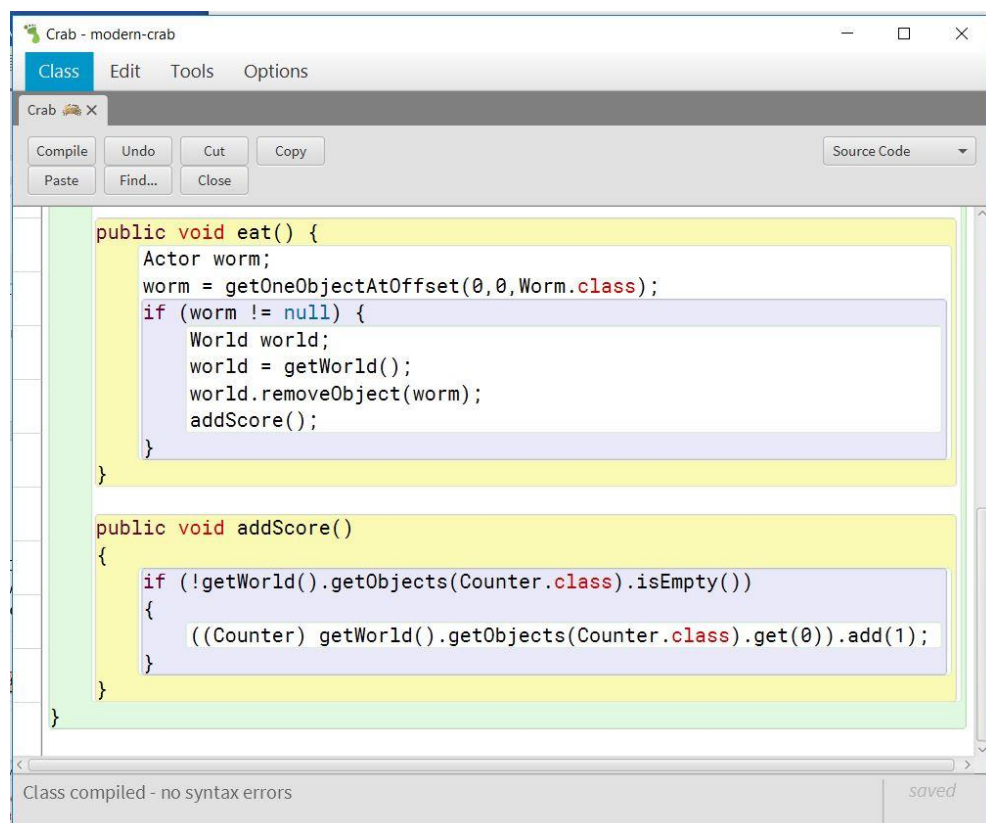 Crab - modern-crab
Class Edit Tools Options
Crab
Compile Undo Cut Copy Source Code
Paste Find... Close
public void eat() {
Actor worm;
worm = getOneObjectAtOffset(0,0,Worm.class);
if (worm != null) {
World world;
world = getWorld();
world.removeObject(worm);
addScore();
}
}
public void addScore()
{
if (!getWorld().getObjects(Counter.class).isEmpty())
{
((Counter) getWorld().getObjects(Counter.class).get(0)).add(1);
}
}
}
Class compiled - no syntax errors saved